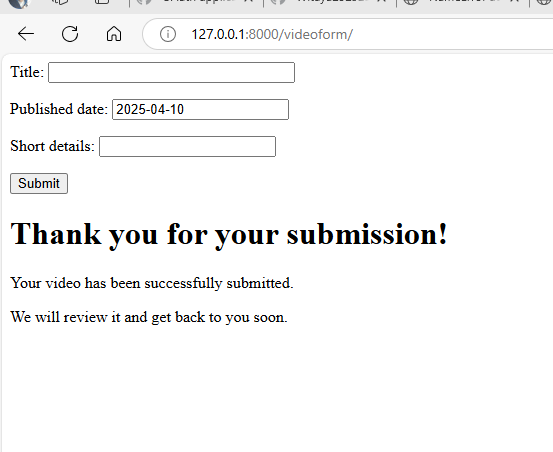 127.0.0.1:8000/videoform/
Title:
Published date: 2025-04-10
Short details:
Submit
Thank you for your submission!
Your video has been successfully submitted.
We will review it and get back to you soon.